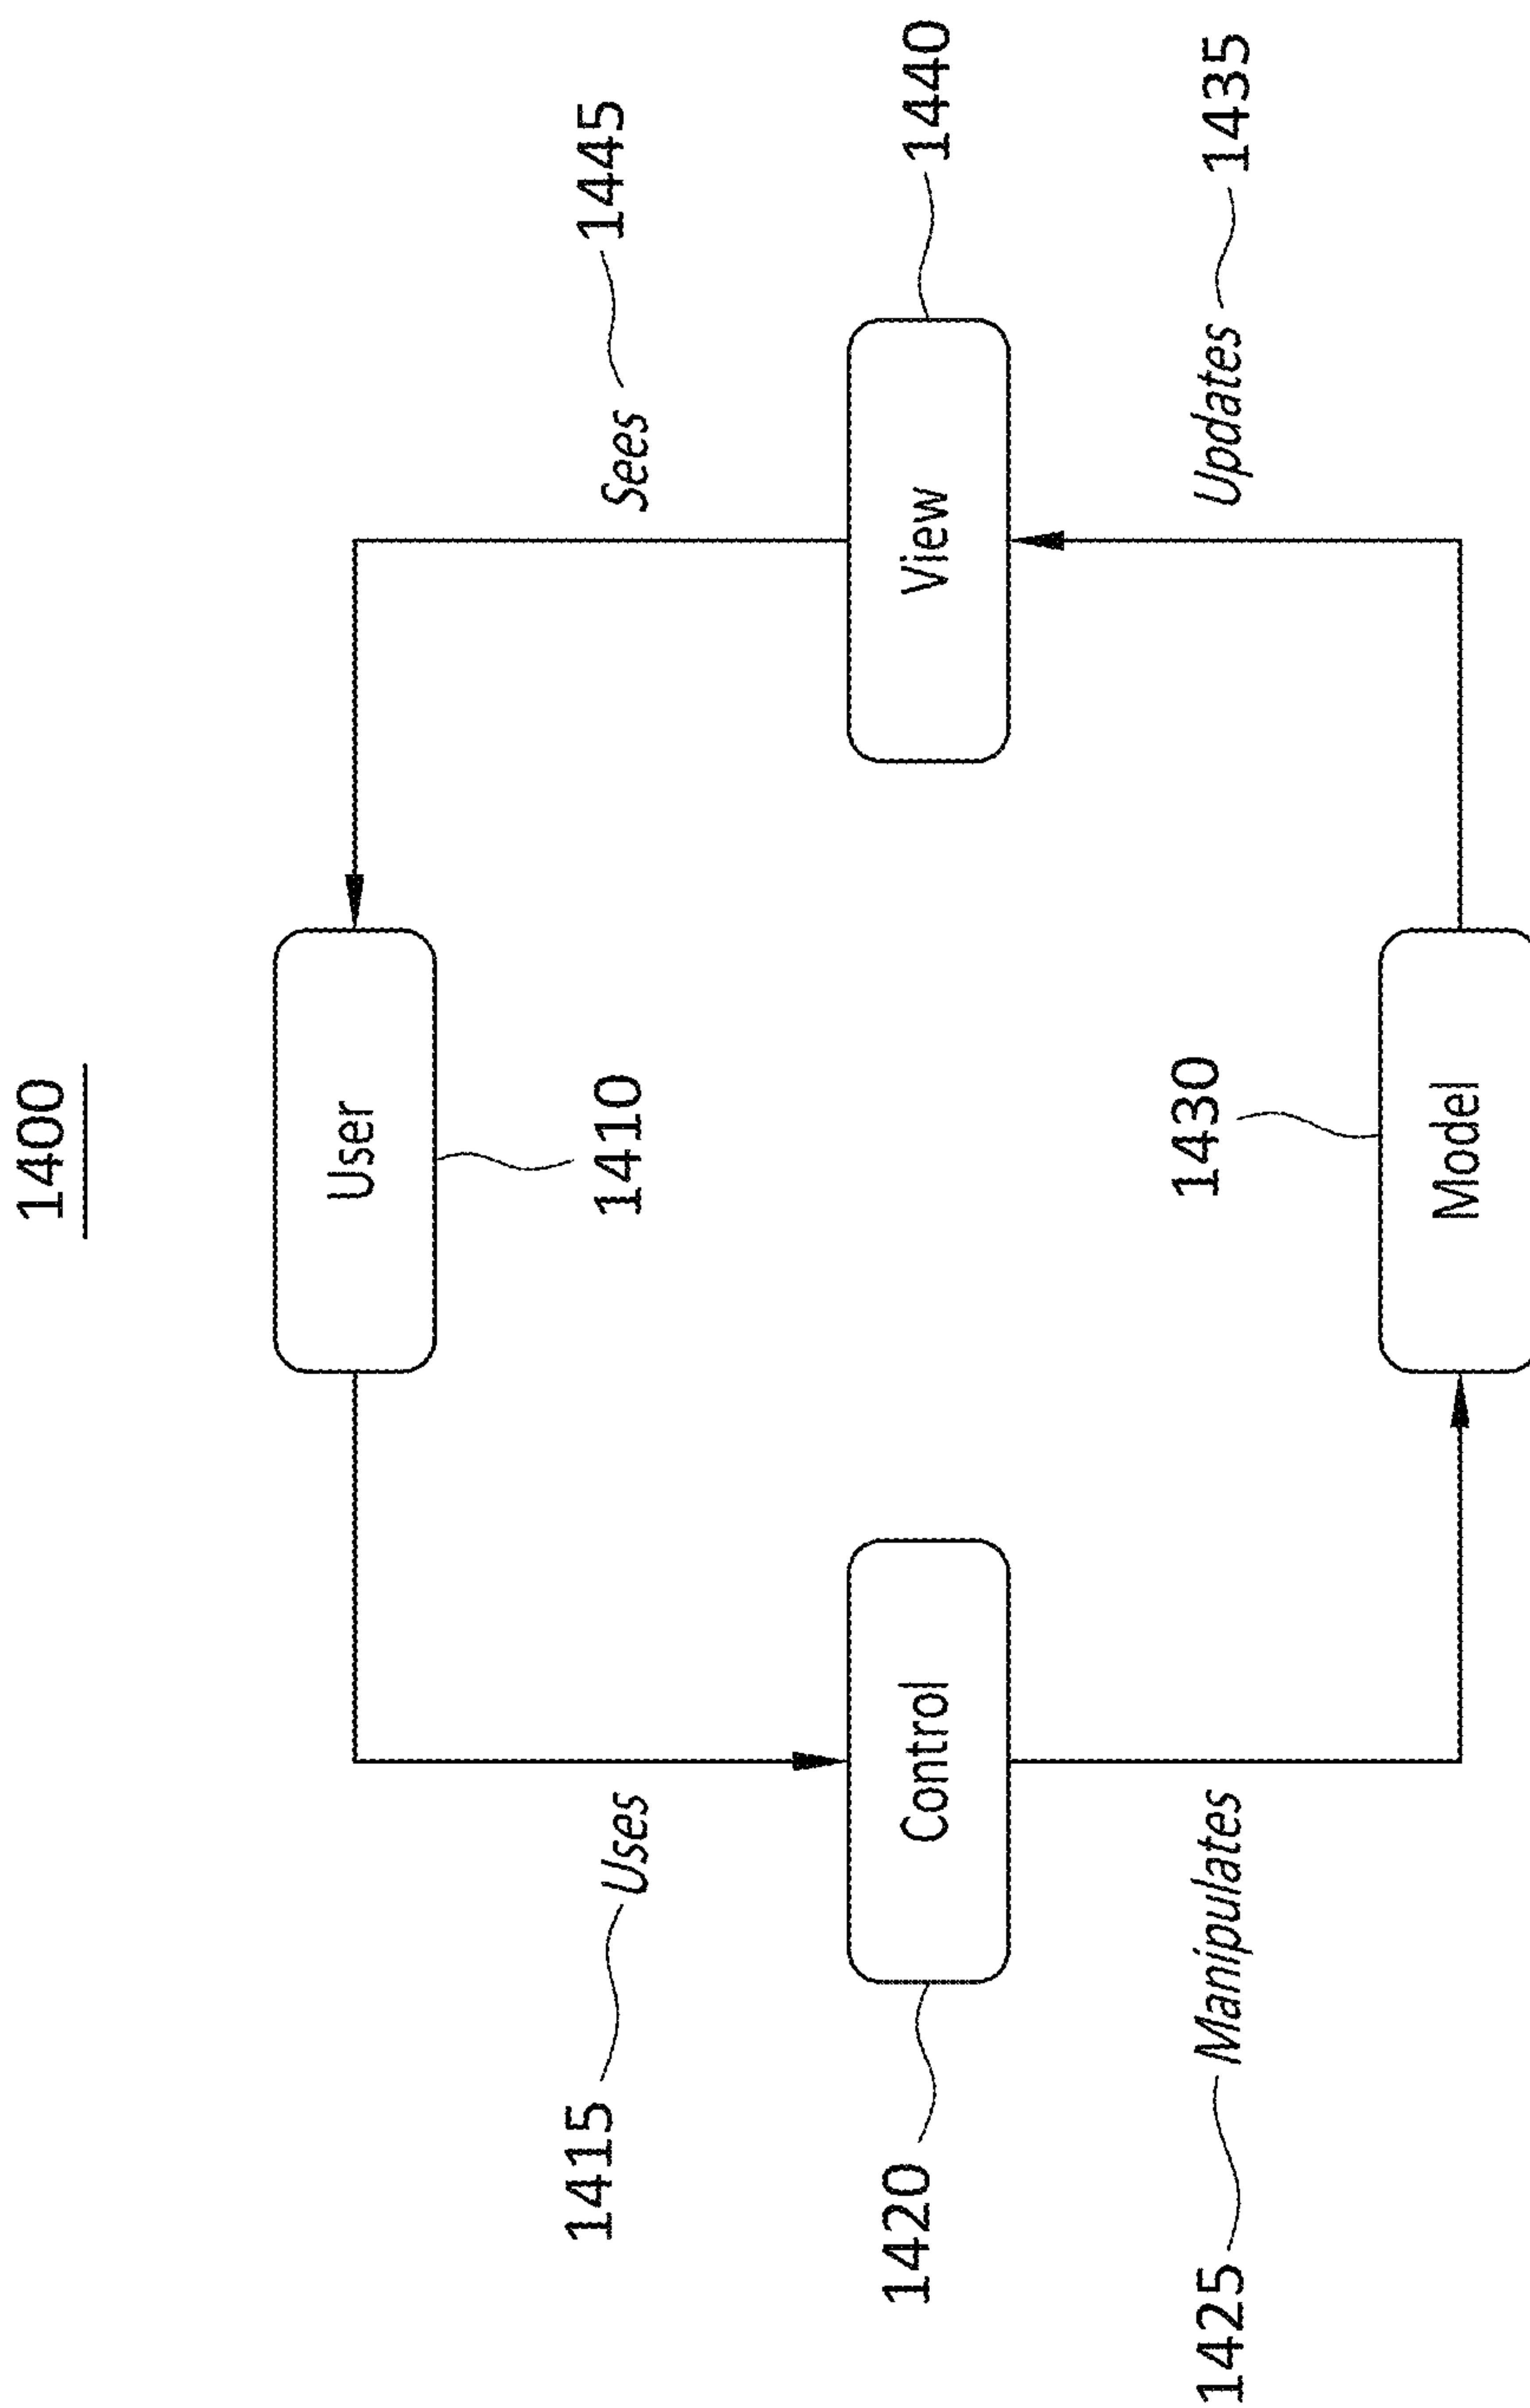 1400
User
1410
1415 Uses
Sees 1445
1420
Control
View
1440
1425 Manipulates
1430
Updates 1435
Model